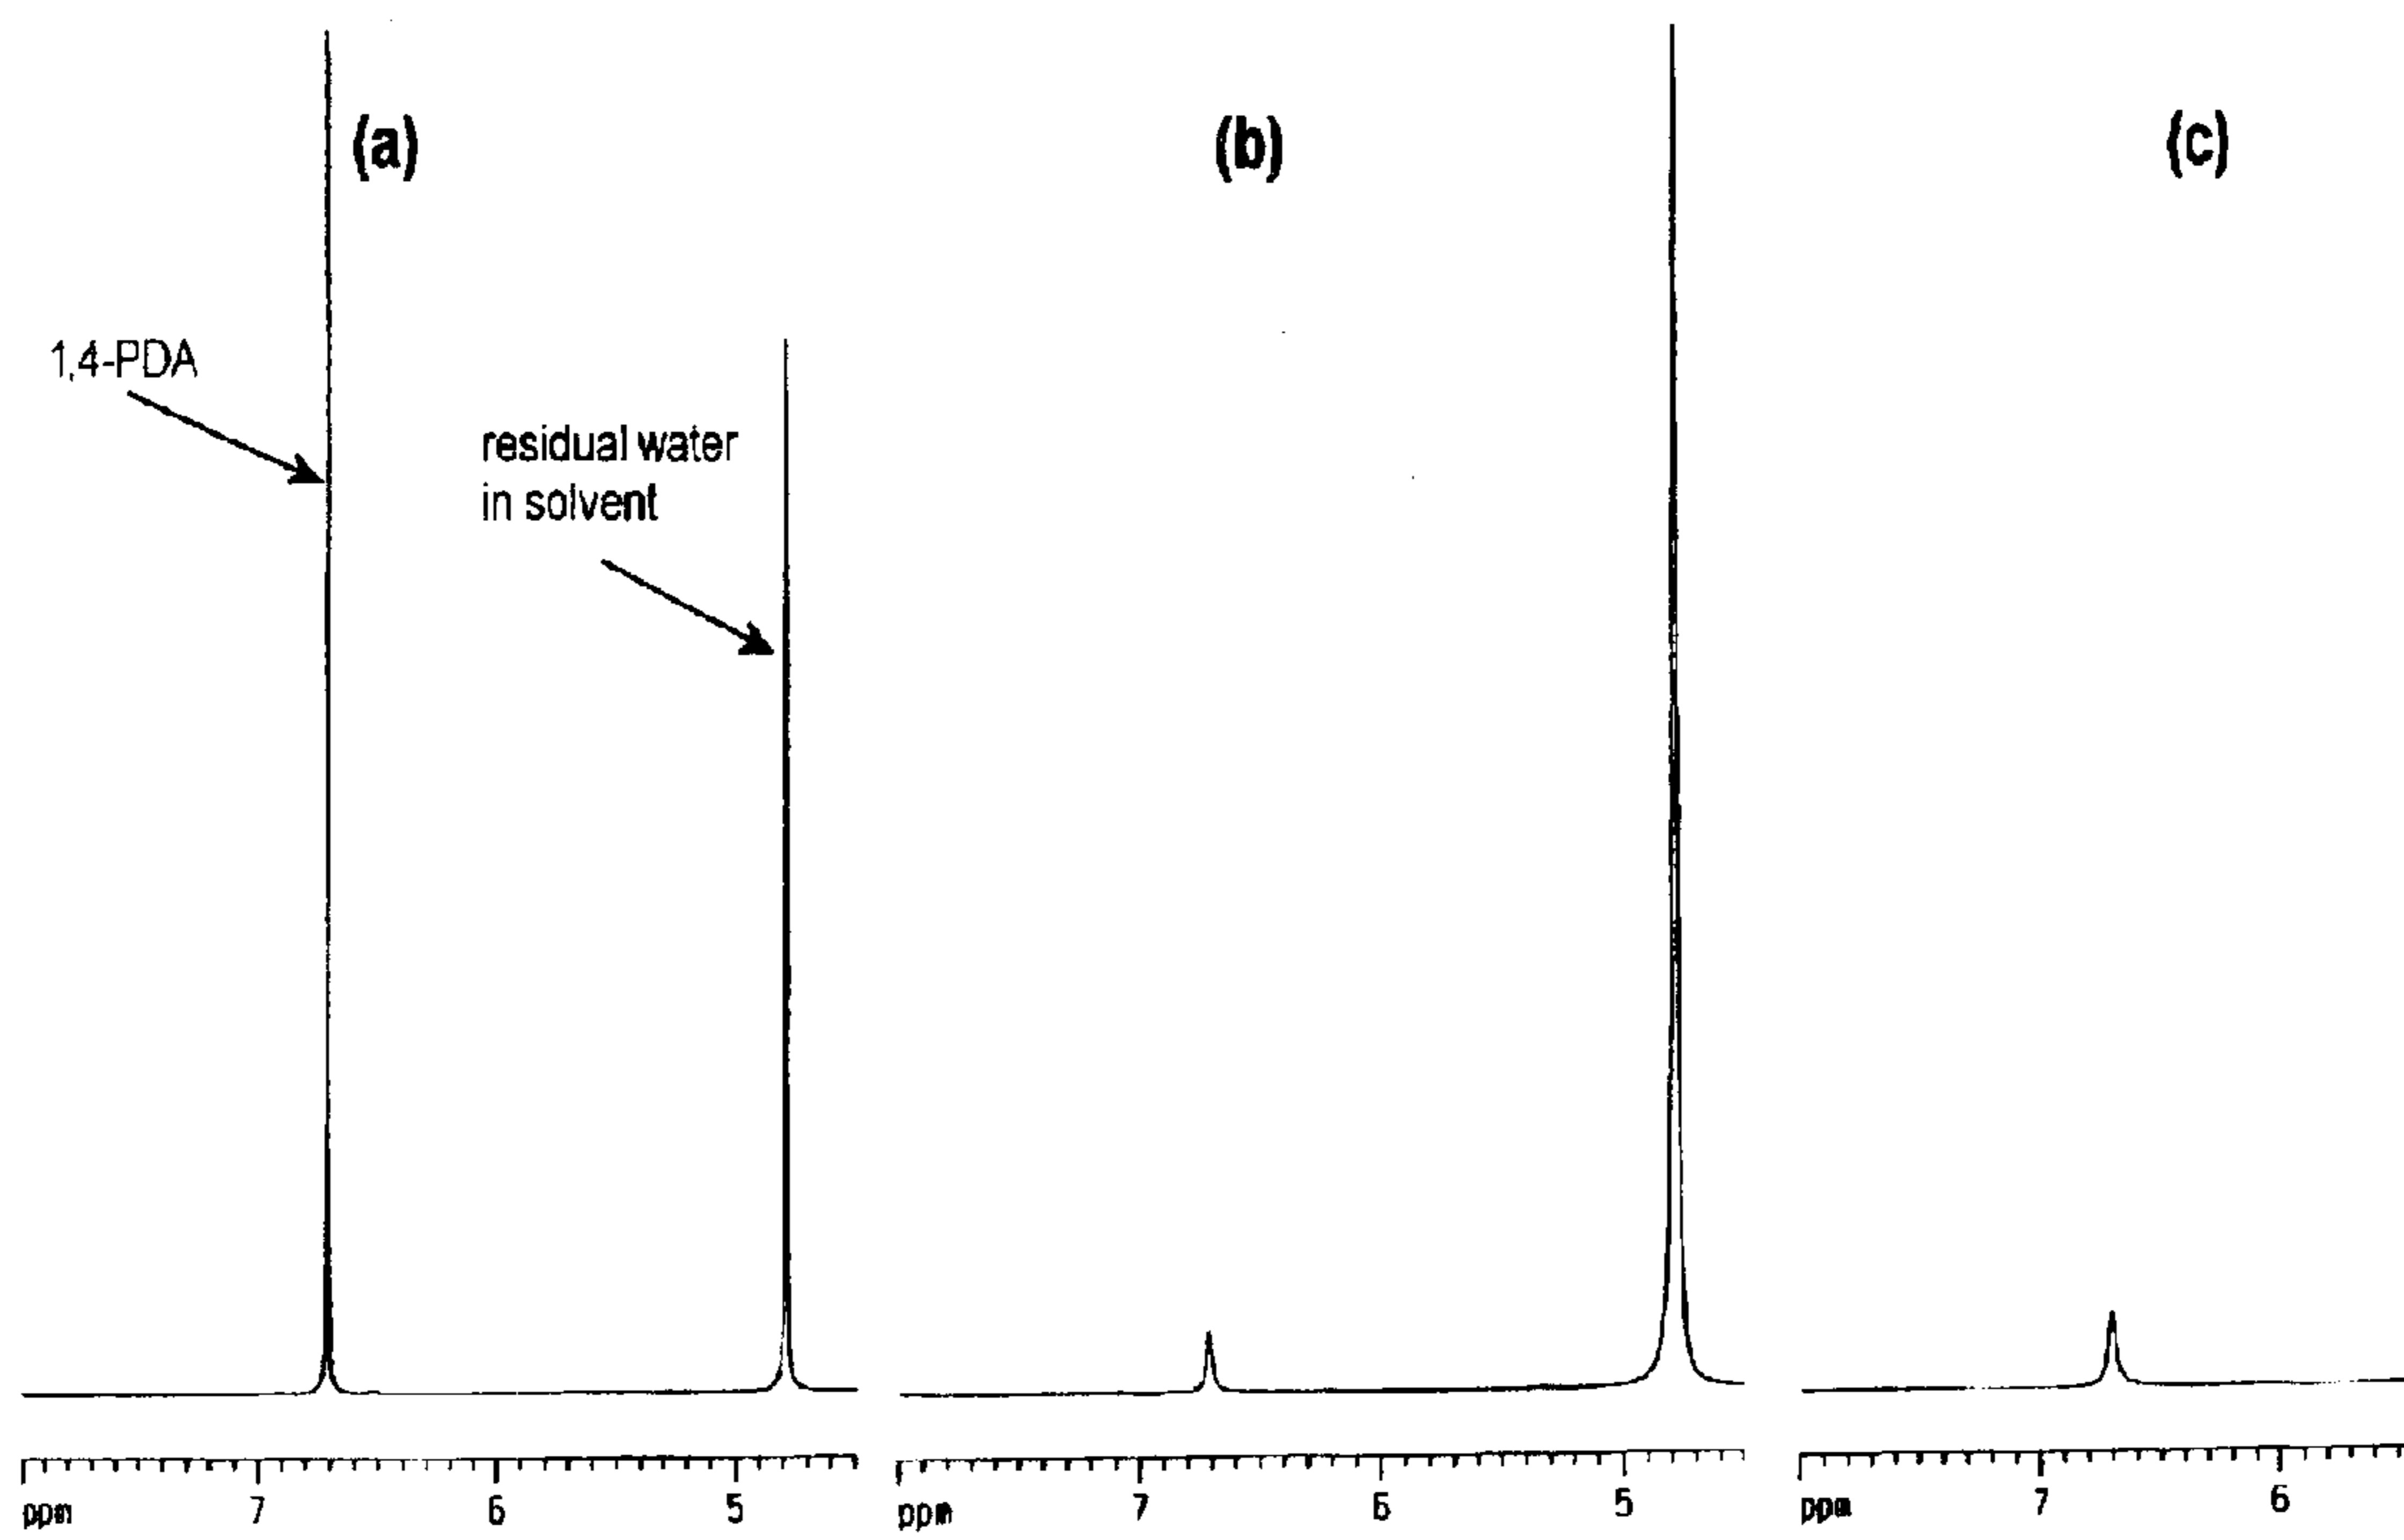 (a)
(b)
(c)
1,4-PDA
residual water
in solvent
ppm 7 6 5
ppm 7 6 5
ppm 7 6